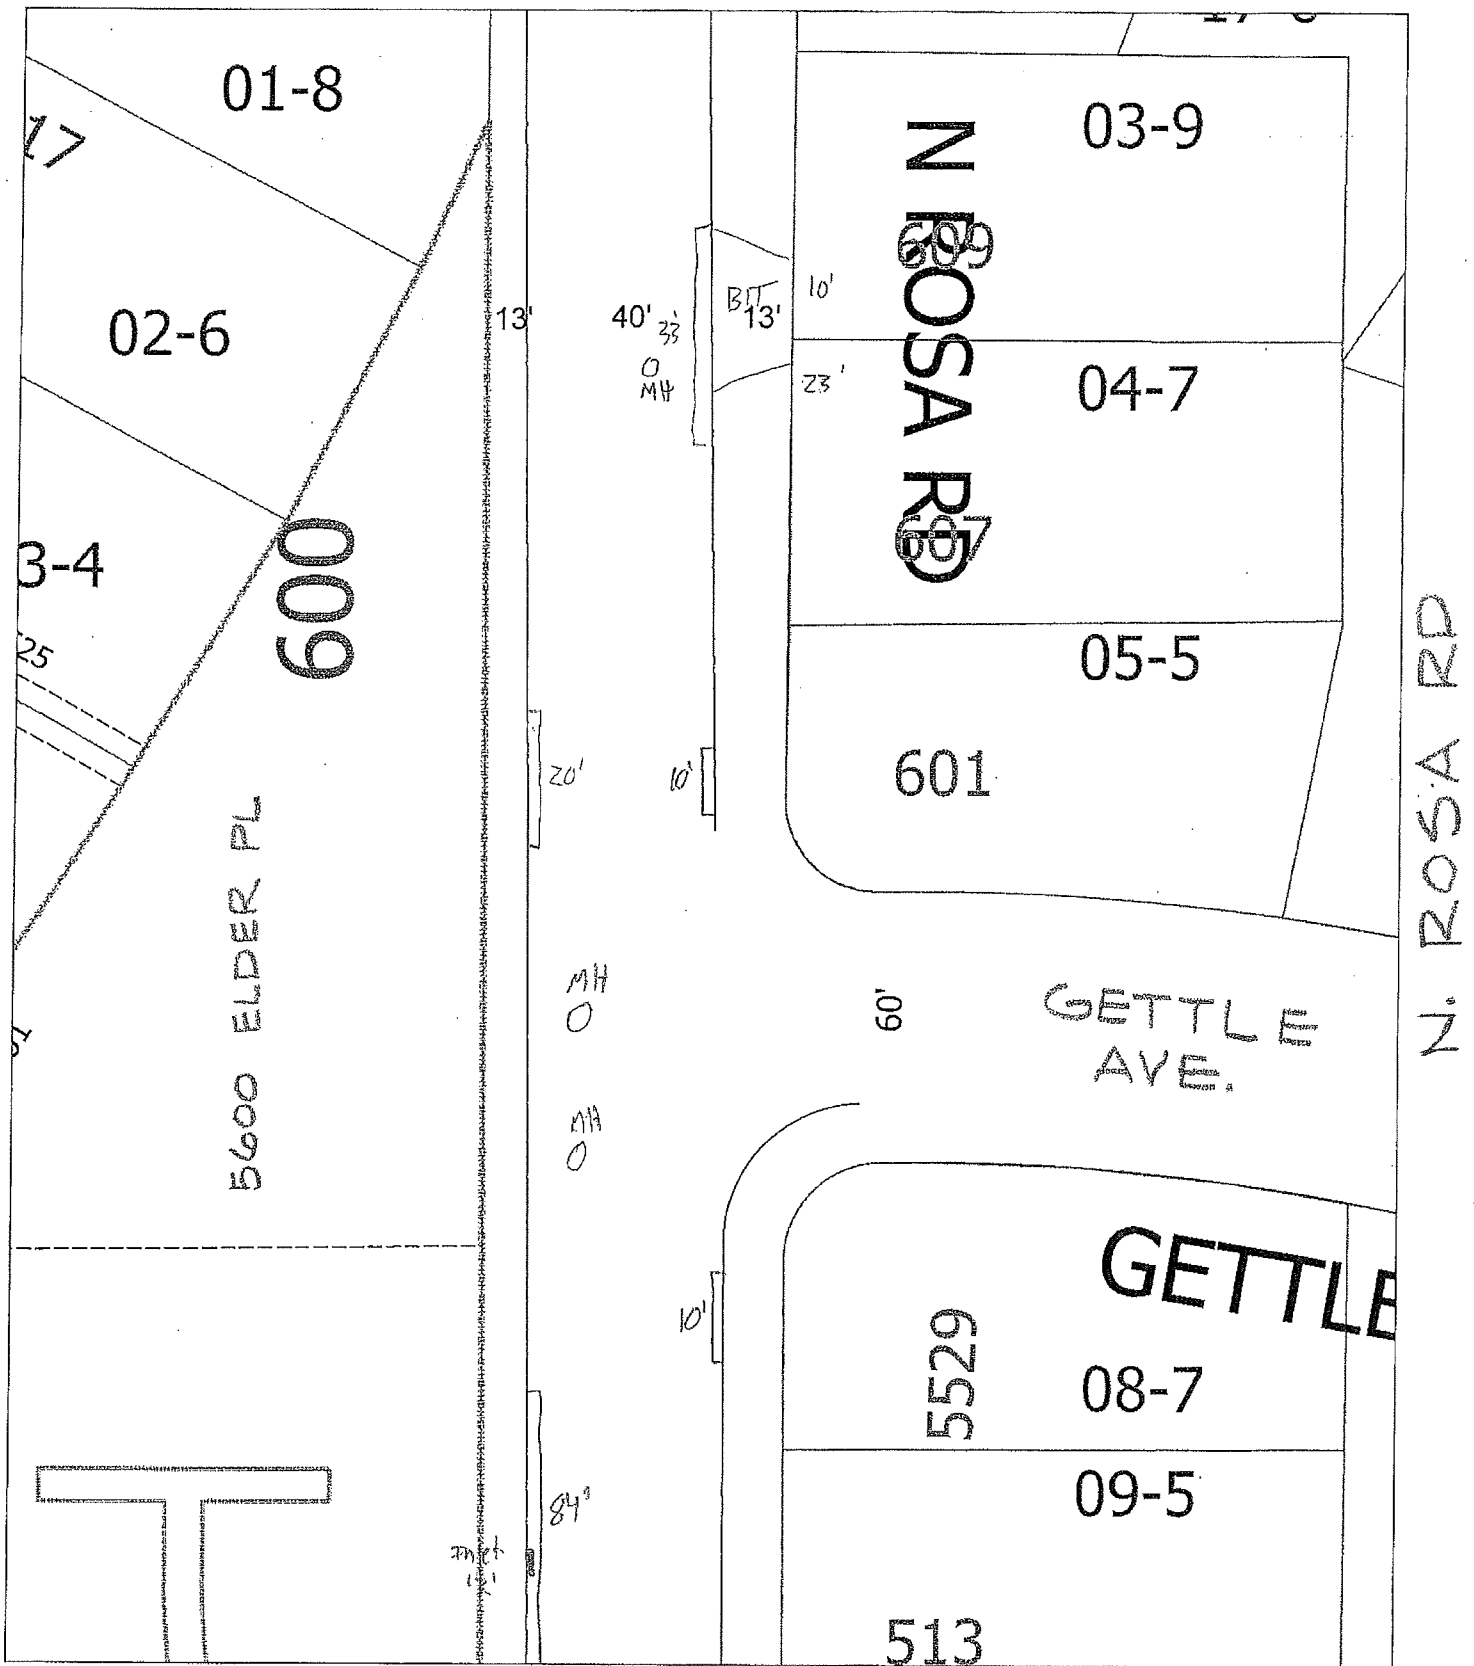 01-8
17
03-9
N ROSA RD
609
02-6
13'
40'
33'
BIT
13'
10'
O
MH
23'
04-7
607
3-4
600
25
05-5
601
20'
10'
5600 ELDER PL
N. ROSA RD
MH
O
60'
GETTLE
AVE.
MH
O
GETTLE
10'
5529
08-7
09-5
84'
Inlet
513